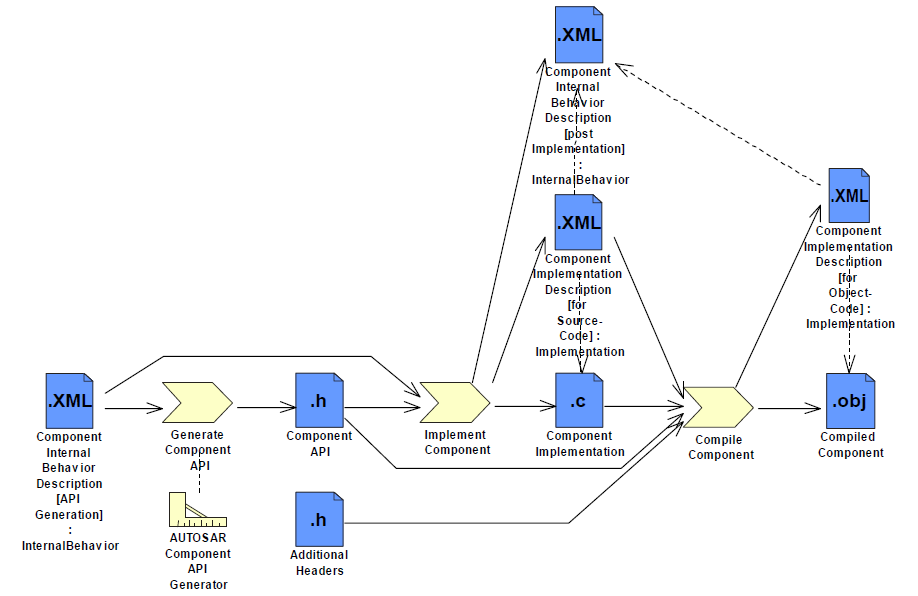 .XML
Component
Internal
Behavior
Description
[post
Implementation]
:
InternalBehavior
.XML
Component
Implementation
Description
[for
Source-
Code] :
Implementation
.XML
Component
Implementation
Description
[for
Object-
Code] :
Implementation
.XML
Component
Internal
Behavior
Description
[API
Generation]
:
InternalBehavior
Generate
Component
API
.h
Component
API
Implement
Component
.c
Component
Implementation
Compile
Component
.obj
Compiled
Component
AUTOSAR
Component
API
Generator
.h
Additional
Headers